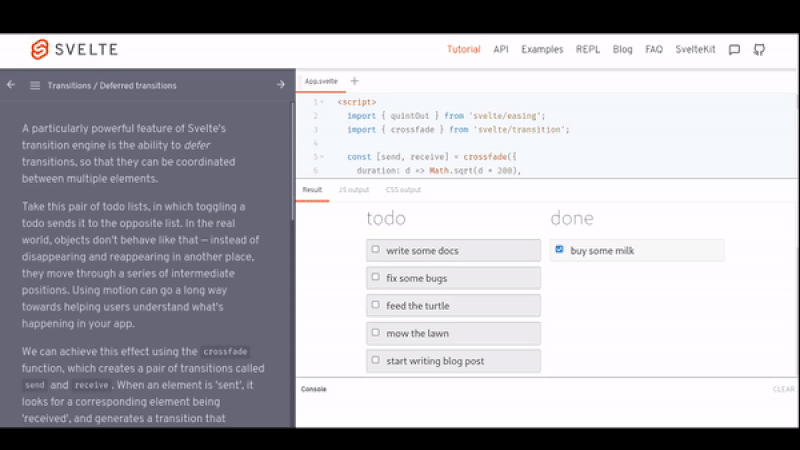 SVELTE
Tutorial API Examples REPL Blog FAQ SvelteKit
Transitions / Deferred transitions
A particularly powerful feature of Svelte's
transition engine is the ability to defer
transitions, so that they can be coordinated
between multiple elements.
Take this pair of todo lists, in which toggling a
todo sends it to the opposite list. In the real
world, objects don't behave like that — instead of
disappearing and reappearing in another place,
they move through a series of intermediate
positions. Using motion can go a long way
towards helping users understand what's
happening in your app.
We can achieve this effect using the crossfade
function, which creates a pair of transitions called
send and receive. When an element is 'sent', it
looks for a corresponding element being
'received', and generates a transition that
App.svelte
1 <script>
2 import { quintOut } from 'svelte/easing';
3 import { crossfade } from 'svelte/transition';
4
5 const [send, receive] = crossfade({
6 duration: d => Math.sqrt(d * 200),
Result JS output CSS output
todo
write some docs
fix some bugs
feed the turtle
mow the lawn
start writing blog post
done
buy some milk
Console CLEAR